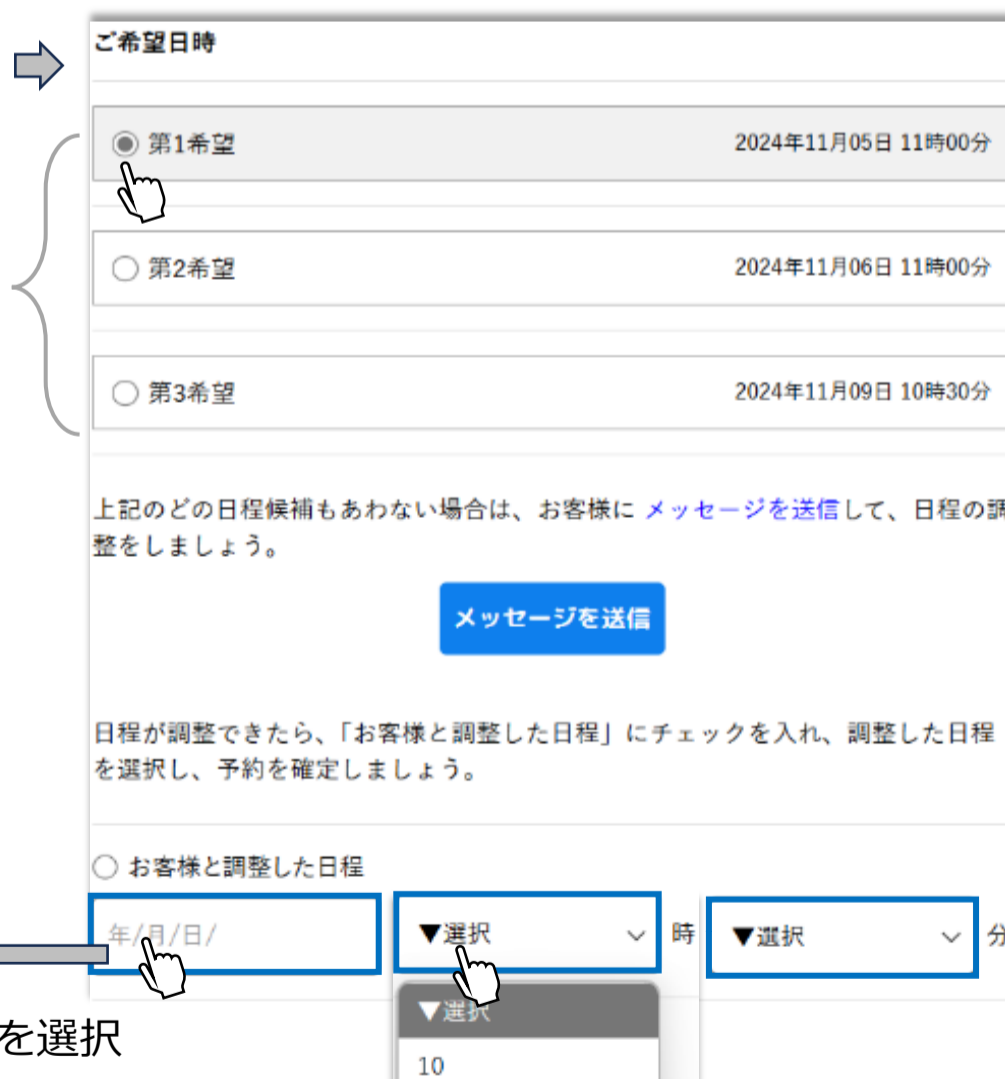 ご希望日時
第1希望 2024年11月05日 11時00分
第2希望 2024年11月06日 11時00分
第3希望 2024年11月09日 10時30分
上記のどの日程候補もあわない場合は、お客様に メッセージを送信して、日程の調
整をしましょう。
メッセージを送信
日程が調整できたら、「お客様と調整した日程」にチェックを入れ、調整した日程
を選択し、予約を確定しましょう。
お客様と調整した日程
年/月/日/ ▼選択 時 ▼選択 分
▼選択
を選択
10